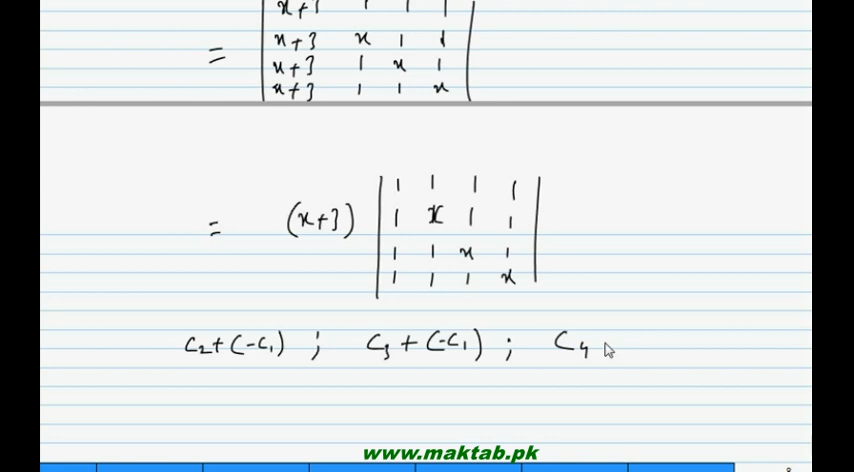 x+3 1 1 1
= x+3 x 1 1
x+3 1 x 1
x+3 1 1 x
1 1 1 1
= (x+3) 1 x 1 1
1 1 x 1
1 1 1 x
C₂+(-C₁) ; C₃+(-C₁) ; C₄
www.maktab.pk